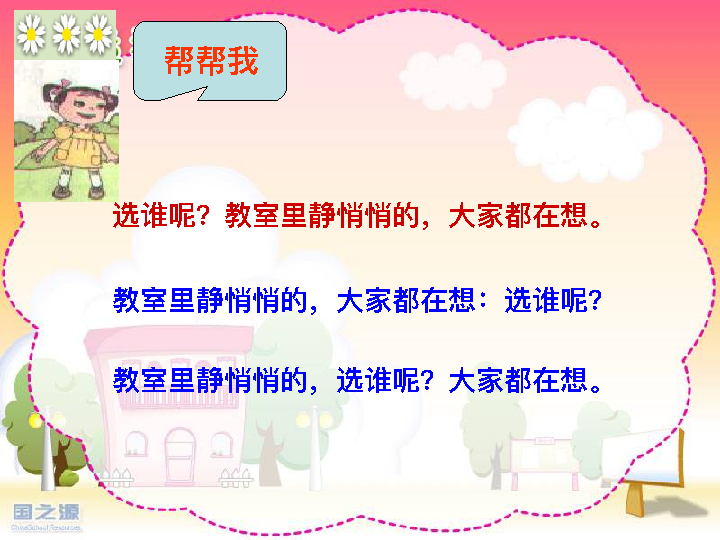 帮帮我
选谁呢？教室里静悄悄的，大家都在想。
教室里静悄悄的，大家都在想：选谁呢？
教室里静悄悄的，选谁呢？大家都在想。
国之源